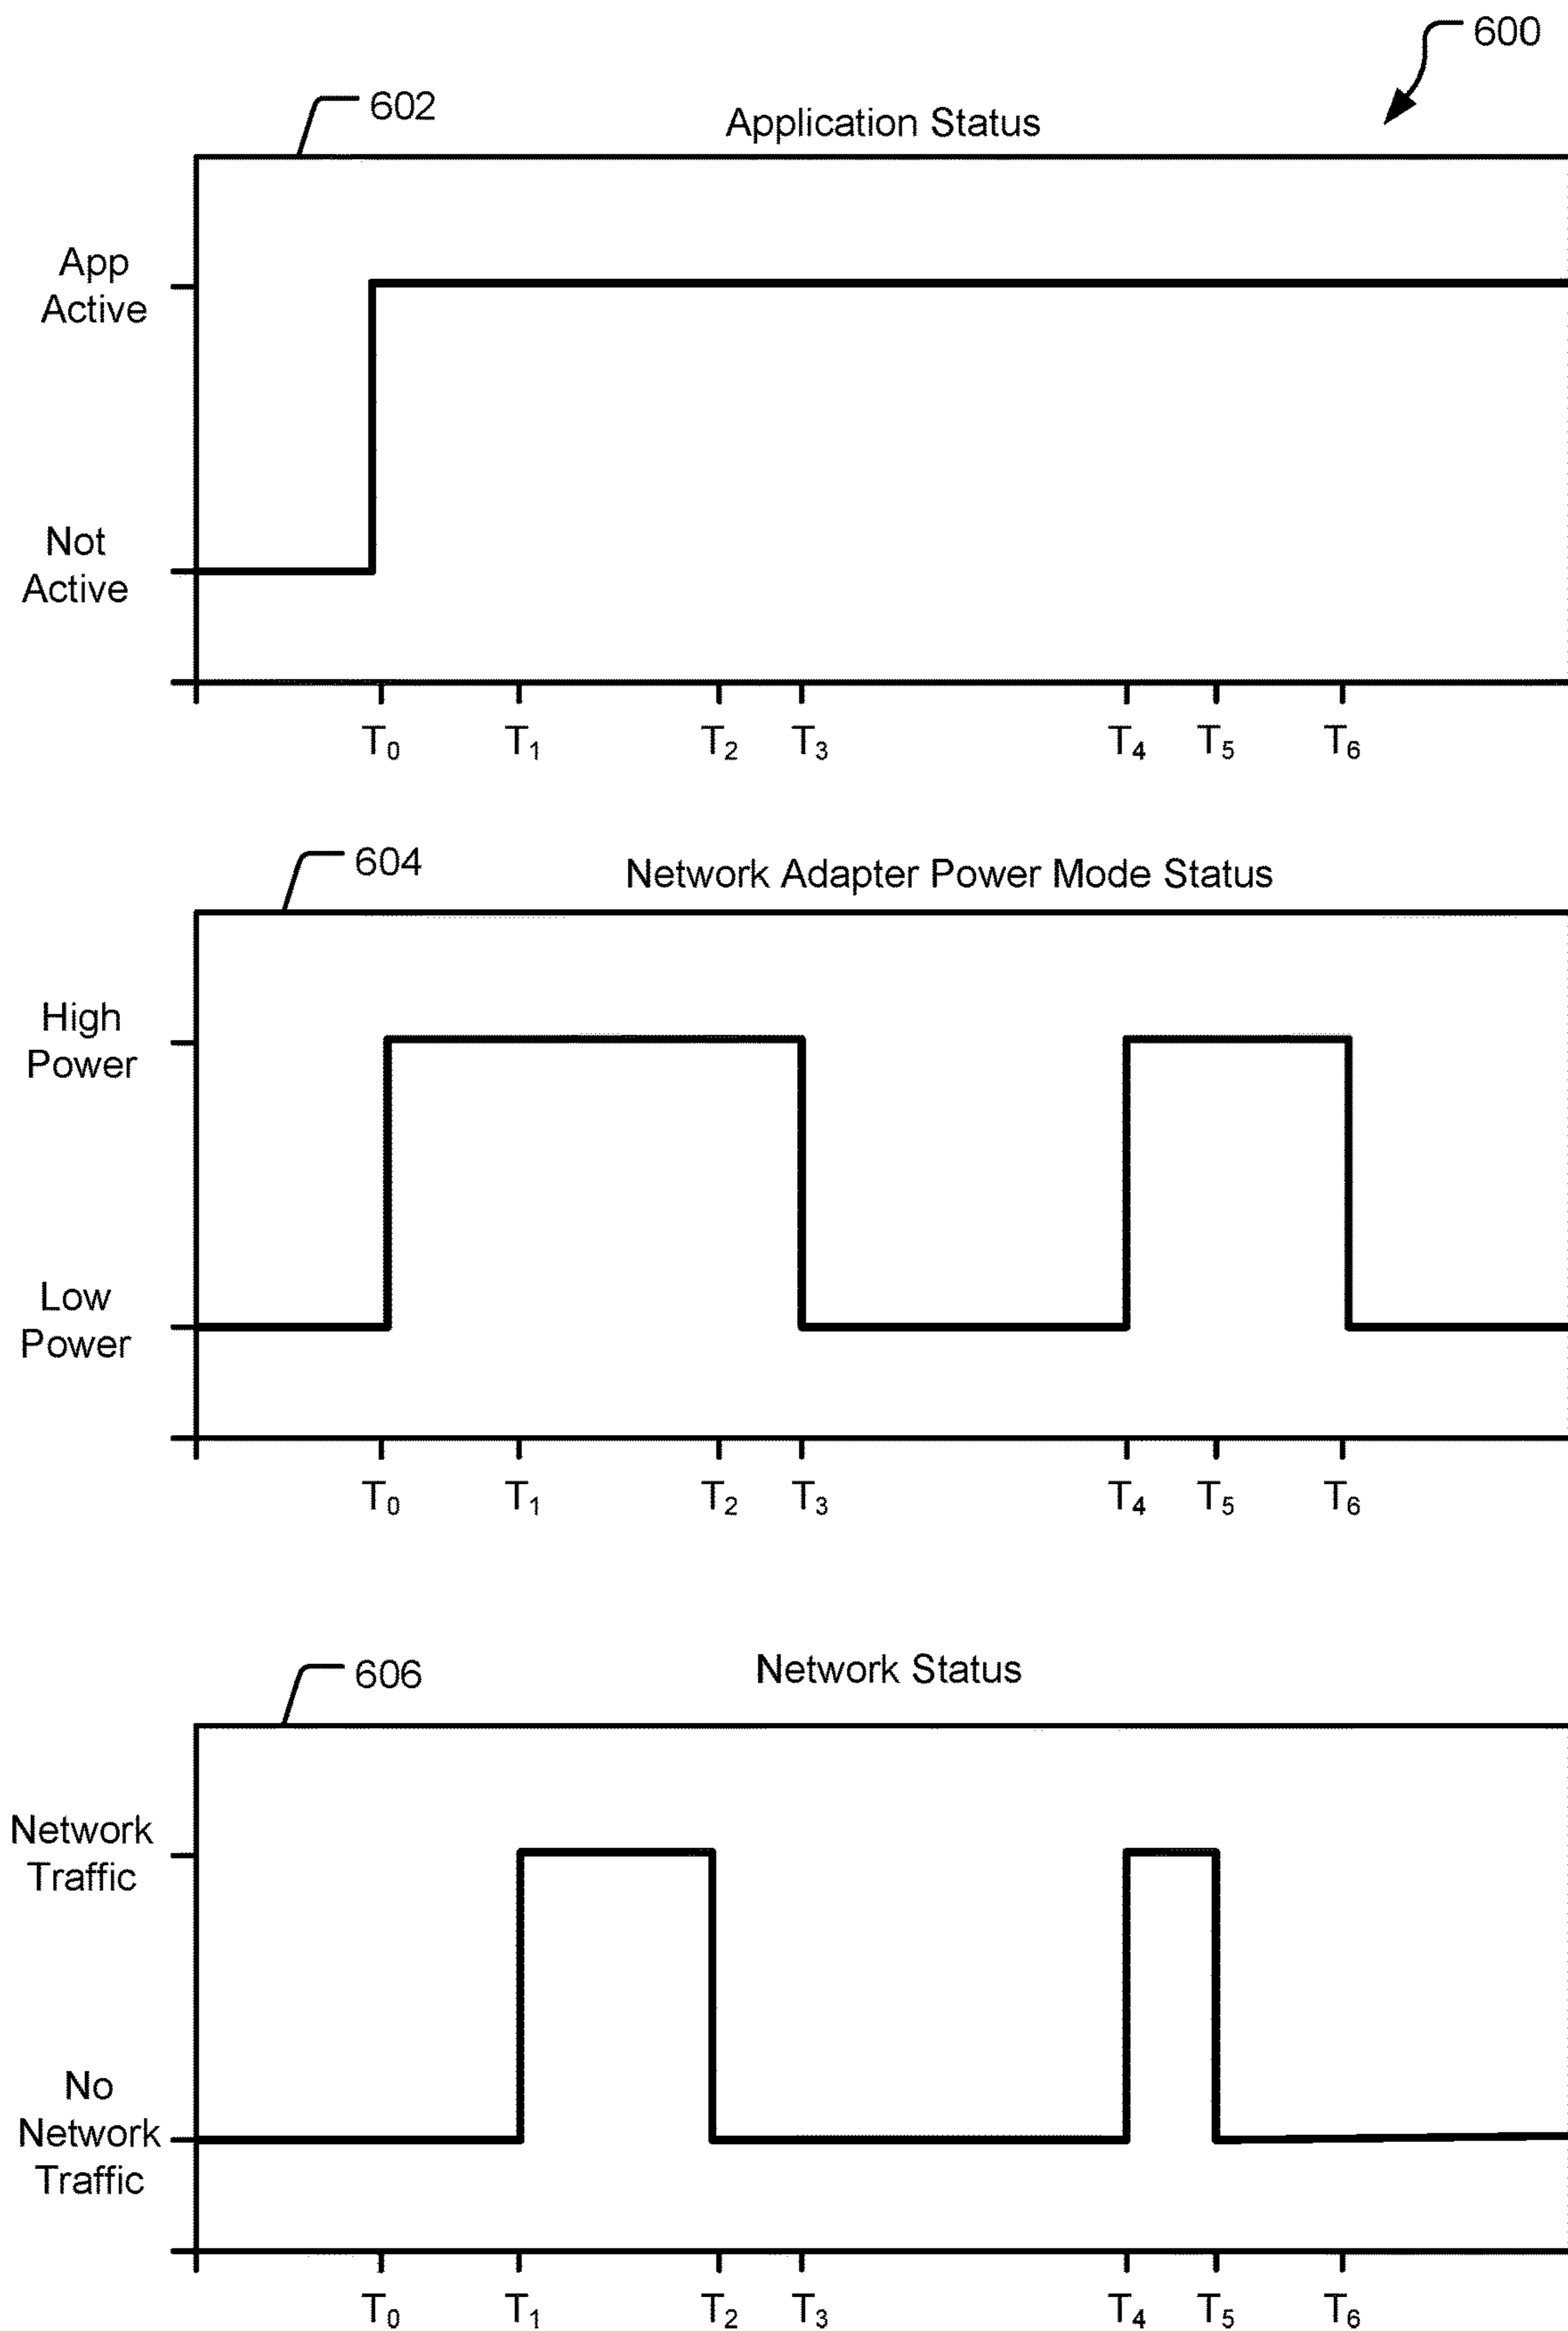 600
602
Application Status
App
Active
Not
Active
T0 T1 T2 T3 T4 T5 T6
604
Network Adapter Power Mode Status
High
Power
Low
Power
T0 T1 T2 T3 T4 T5 T6
606
Network Status
Network
Traffic
No
Network
Traffic
T0 T1 T2 T3 T4 T5 T6